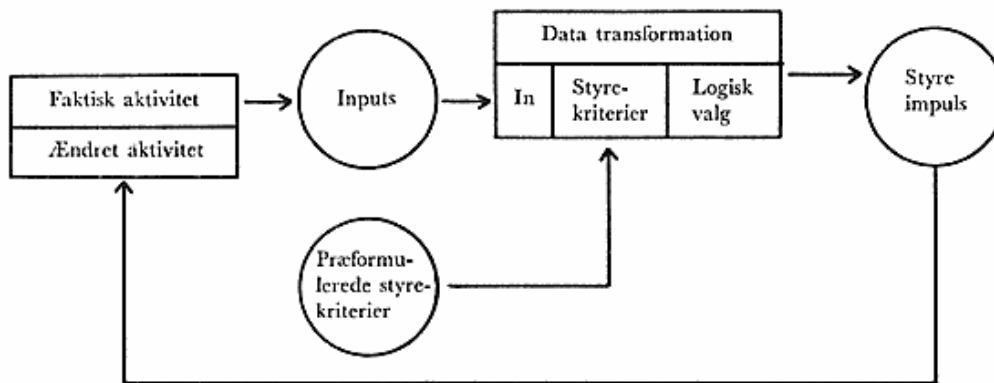 Faktisk aktivitet
Ændret aktivitet
Inputs
Data transformation
In
Styre-
kriterier
Logisk
valg
Styre
impuls
Præformu-
lerede styre-
kriterier